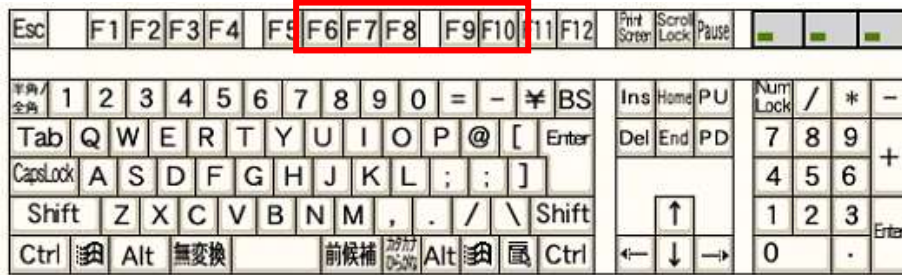 Esc F1 F2 F3 F4 F5 F6 F7 F8 F9 F10 F11 F12 Print Screen Scroll Lock Pause
半角/全角 1 2 3 4 5 6 7 8 9 0 = - ¥ BS Ins Home PU Num Lock / * -
Tab Q W E R T Y U I O P @ [ Enter Del End PD 7 8 9 +
CapsLock A S D F G H J K L ; : ] 4 5 6
Shift Z X C V B N M , . / \ Shift ↑ 1 2 3 Enter
Ctrl Alt 無変換 前候補 カタカナ ひらがな Alt Ctrl ← ↓ → 0 .